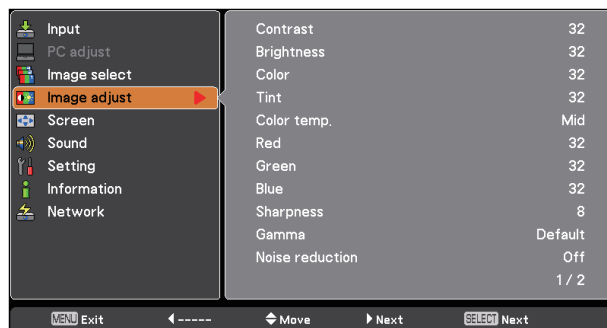 Input
PC adjust
Image select
Image adjust
Screen
Sound
Setting
Information
Network
Contrast 32
Brightness 32
Color 32
Tint 32
Color temp. Mid
Red 32
Green 32
Blue 32
Sharpness 8
Gamma Default
Noise reduction Off
1 / 2
MENU Exit ----- Move Next SELECT Next